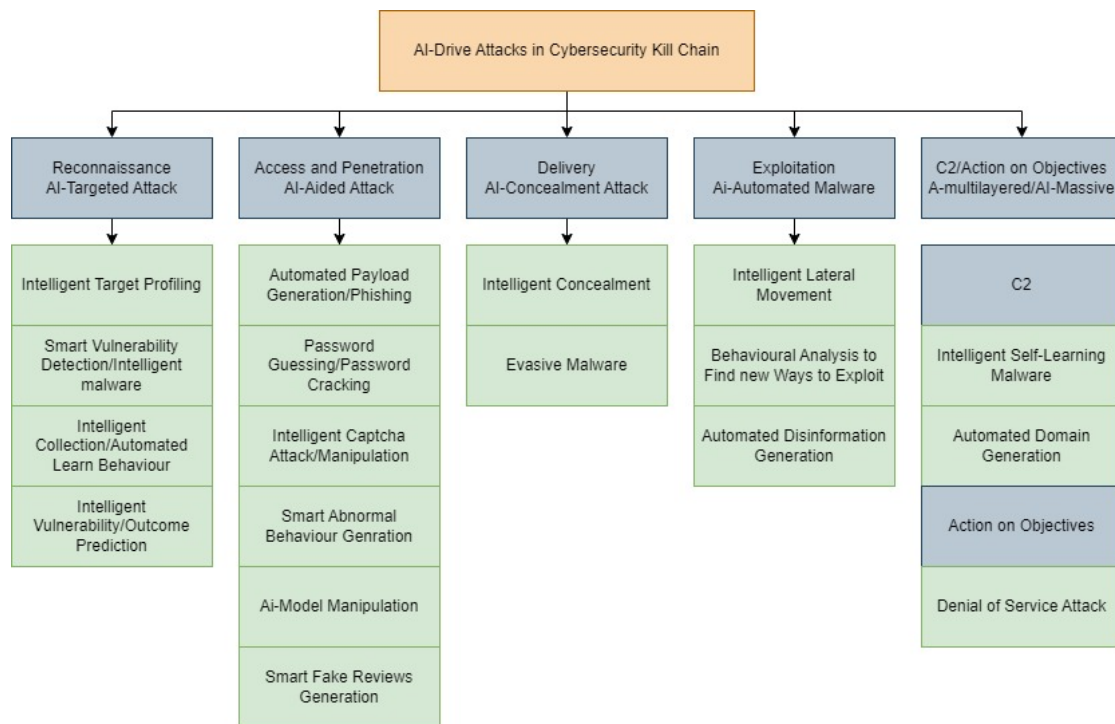 AI-Drive Attacks in Cybersecurity Kill Chain
Reconnaissance
AI-Targeted Attack
Access and Penetration
AI-Aided Attack
Delivery
AI-Concealment Attack
Exploitation
Ai-Automated Malware
C2/Action on Objectives
A-multilayered/AI-Massive
Intelligent Target Profiling
Smart Vulnerability
Detection/Intelligent
malware
Intelligent
Collection/Automated
Learn Behaviour
Intelligent
Vulnerability/Outcome
Prediction
Automated Payload
Generation/Phishing
Password
Guessing/Password
Cracking
Intelligent Captcha
Attack/Manipulation
Smart Abnormal
Behaviour Genration
Ai-Model Manipulation
Smart Fake Reviews
Generation
Intelligent Concealment
Evasive Malware
Intelligent Lateral
Movement
Behavioural Analysis to
Find new Ways to Exploit
Automated Disinformation
Generation
C2
Intelligent Self-Learning
Malware
Automated Domain
Generation
Action on Objectives
Denial of Service Attack